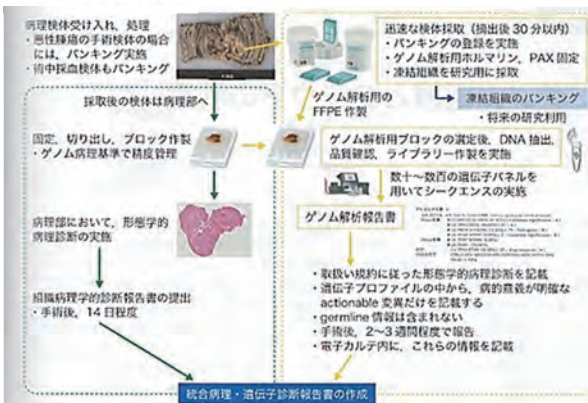 病理検体受け入れ，処理
・悪性腫瘍の手術検体の場合
には，バンキング実施
・術中採血検体もバンキング
迅速な検体採取（摘出後 30 分以内）
・バンキングの登録を実施
・ゲノム解析用ホルマリン，PAX 固定
・凍結組織を研究用に採取
採取後の検体は病理部へ
ゲノム解析用の
FFPE 作製
凍結組織のバンキング
・将来の研究利用
固定，切り出し，ブロック作製
・ゲノム病理基準で精度管理
ゲノム解析用ブロックの選定後，DNA 抽出，
品質確認，ライブラリー作製を実施
数十～数百の遺伝子パネルを
用いてシークエンスの実施
病理部において，形態学的
病理診断の実施
ゲノム解析報告書
組織病理学的診断報告書の提出
・手術後，14 日程度
・取扱い規約に従った形態学的病理診断を記載
・遺伝子プロファイルの中から，病的意義が明確な
actionable 変異だけを記載する
・germline 情報は含まれない
・手術後，2～3 週間程度で報告
・電子カルテ内に，これらの情報を記載
統合病理・遺伝子診断報告書の作成